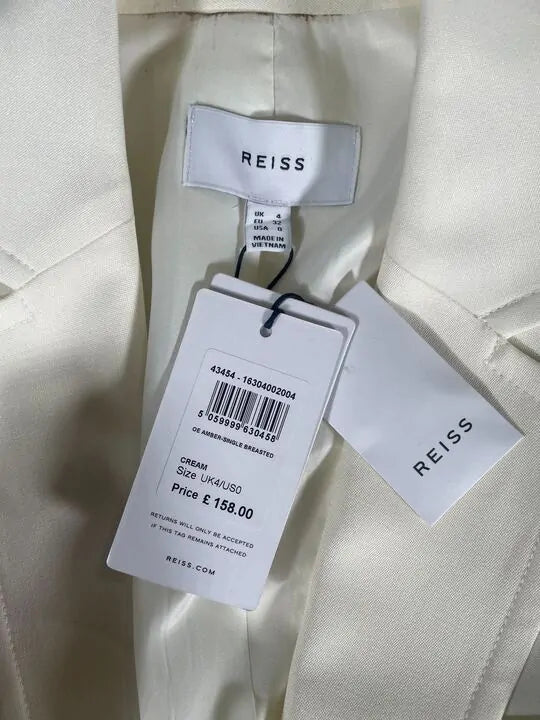 REISS
UK 4
EU 32
USA 0
MADE IN
VIETNAM
43454 - 16304002004
5 059999 630458
OE AMBER-SINGLE BREASTED
CREAM
Size UK4/US0
Price £ 158.00
RETURNS WILL ONLY BE ACCEPTED
IF THIS TAG REMAINS ATTACHED
REISS.COM
REISS